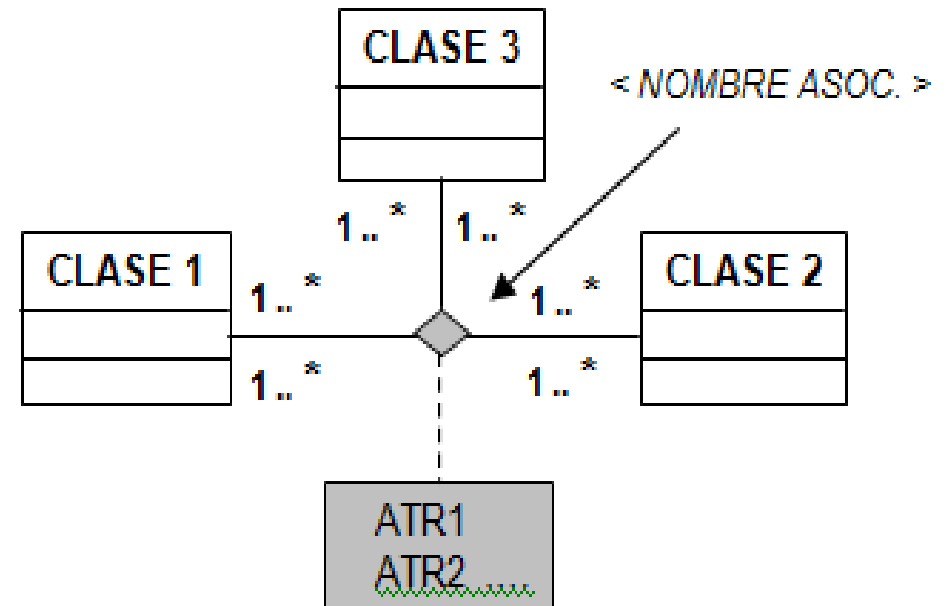 CLASE 3
< NOMBRE ASOC. >
1..* 1..*
CLASE 1
CLASE 2
1..*
1..*
1..*
1..*
ATR1
ATR2 ....